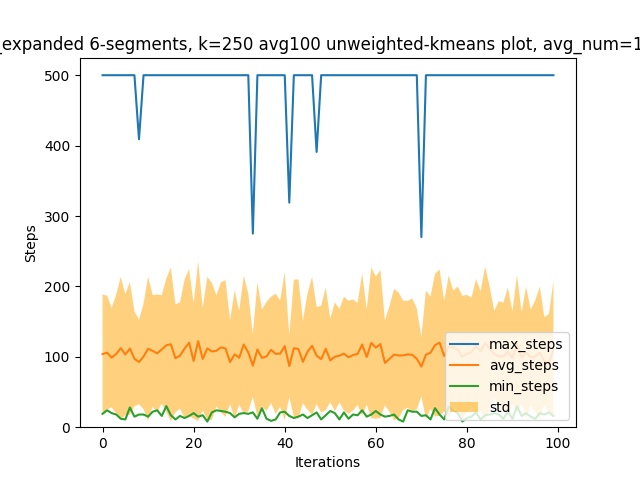 _expanded 6-segments, k=250 avg100 unweighted-kmeans plot, avg_num=1
500
400
300
200
100
0
Steps
max_steps
avg_steps
min_steps
std
0 20 40 60 80 100
Iterations